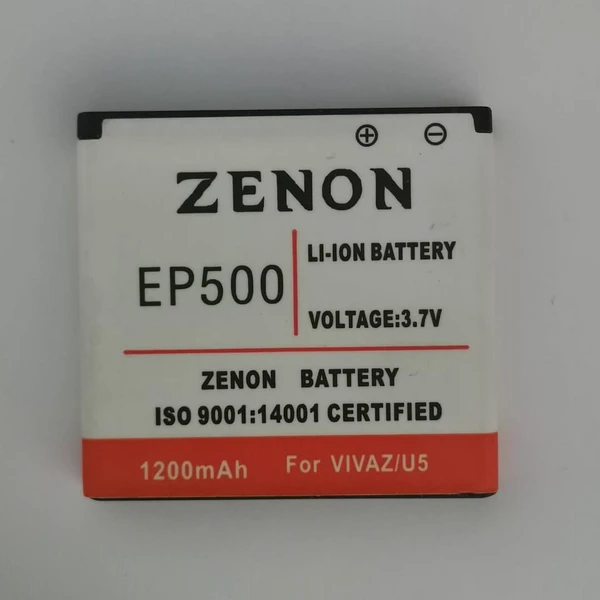 ⊕ ⊖
ZENON
EP500
LI-ION BATTERY
VOLTAGE:3.7V
ZENON BATTERY
ISO 9001:14001 CERTIFIED
1200mAh For VIVAZ/U5